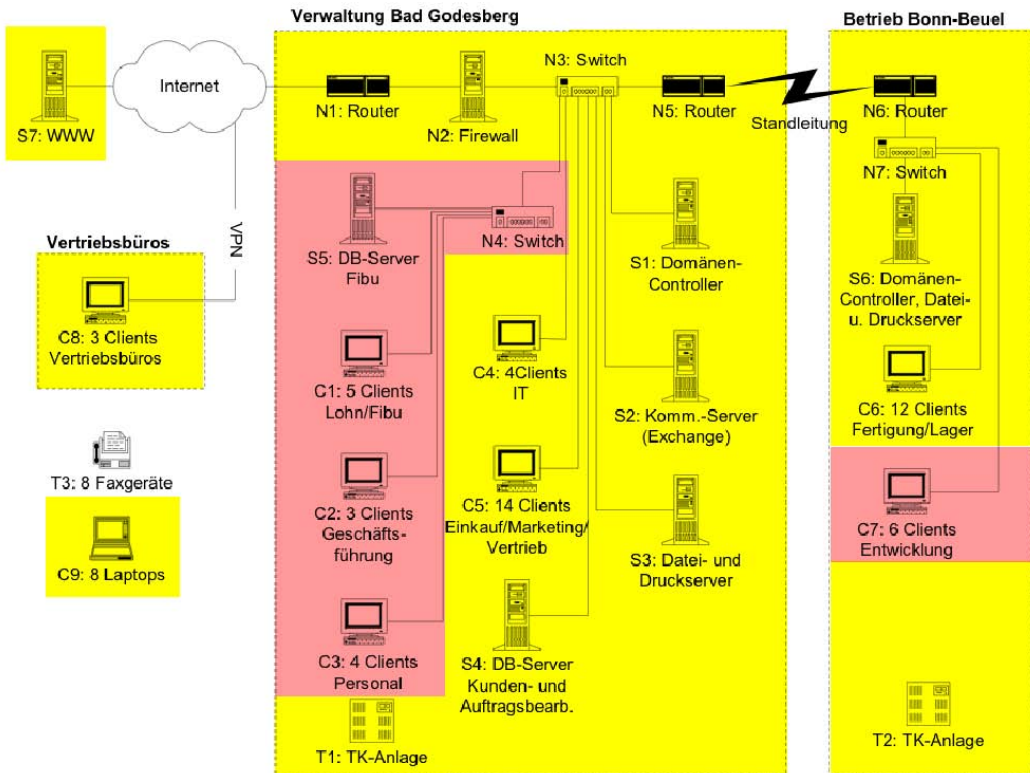 Verwaltung Bad Godesberg
Betrieb Bonn-Beuel
S7: WWW
Internet
N1: Router
N2: Firewall
N3: Switch
N5: Router
Standleitung
N6: Router
N7: Switch
VPN
S5: DB-Server
Fibu
N4: Switch
S1: Domänen-
Controller
S6: Domänen-
Controller, Datei-
u. Druckserver
Vertriebsbüros
C8: 3 Clients
Vertriebsbüros
C1: 5 Clients
Lohn/Fibu
C4: 4Clients
IT
S2: Komm.-Server
(Exchange)
C6: 12 Clients
Fertigung/Lager
T3: 8 Faxgeräte
C2: 3 Clients
Geschäfts-
führung
C5: 14 Clients
Einkauf/Marketing/
Vertrieb
S3: Datei- und
Druckserver
C7: 6 Clients
Entwicklung
C9: 8 Laptops
C3: 4 Clients
Personal
S4: DB-Server
Kunden- und
Auftragsbearb.
T1: TK-Anlage
T2: TK-Anlage